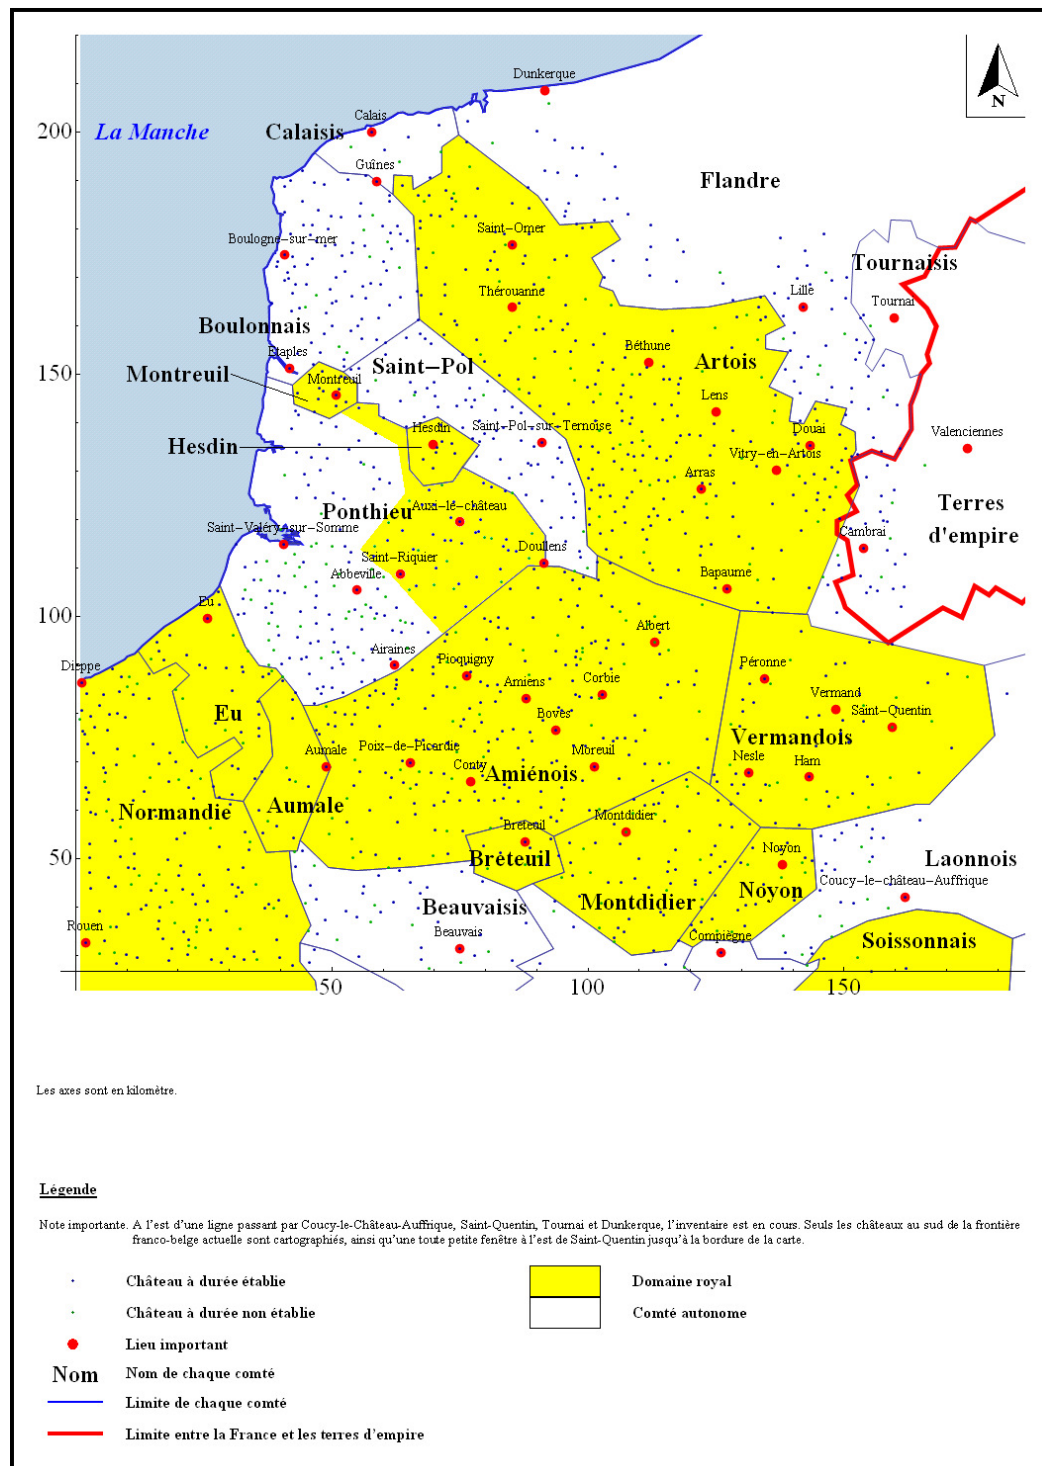 Dunkerque
N
Calais
200
La Manche
Calaisis
Guînes
Flandre
Saint-Omer
Boulogne-sur-mer
Tournaisis
Thérouanne
Lille
Tournai
Boulonnais
Etaples
Béthune
Saint-Pol
Artois
150
Montreuil
Montreuil
Lens
Hesdin
Saint-Pol-sur-Ternoise
Douai
Valenciennes
Hesdin
Vitry-en-Artois
Arras
Terres
d'empire
Auxi-le-château
Ponthieu
Saint-Valéry-sur-Somme
Cambrai
Doullens
Saint-Riquier
Abbeville
Bapaume
100
Eu
Albert
Airaines
Dieppe
Picquigny
Péronne
Amiens
Corbie
Vermand
Saint-Quentin
Eu
Boves
Vermandois
Aumale
Poix-de-Picardie
Moreuil
Nesle
Ham
Conty
Amiénois
Normandie
Aumale
Montdidier
Breteuil
50
Bréteuil
Noyon
Laonnois
Coucy-le-château-Auffrique
Noyon
Beauvaisis
Montdidier
Rouen
Beauvais
Compiègne
Soissonnais
50
100
150
Les axes sont en kilomètre.
Légende
Note importante. A l'est d'une ligne passant par Coucy-le-Château-Auffrique, Saint-Quentin, Tournai et Dunkerque, l'inventaire est en cours. Seuls les châteaux au sud de la frontière
franco-belge actuelle sont cartographiés, ainsi qu'une toute petite fenêtre à l'est de Saint-Quentin jusqu'à la bordure de la carte.
Château à durée établie
Domaine royal
Château à durée non établie
Comté autonome
Lieu important
Nom
Nom de chaque comté
Limite de chaque comté
Limite entre la France et les terres d'empire